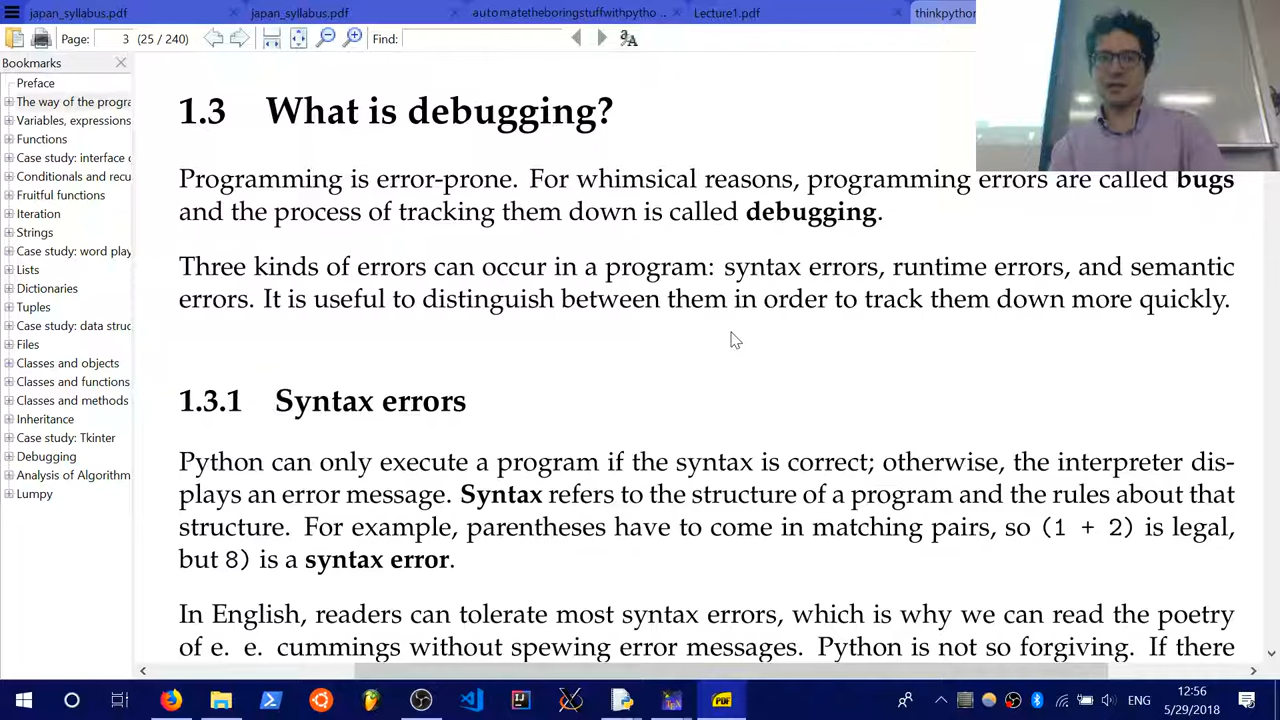 japan_syllabus.pdf
japan_syllabus.pdf
automatetheboringstuffwithpytho ..
Lecture1.pdf
thinkpython
Page: 3 (25 / 240)
Find:
Bookmarks
Preface
The way of the progra
Variables, expressions
Functions
Case study: interface
Conditionals and recu
Fruitful functions
Iteration
Strings
Case study: word play
Lists
Dictionaries
Tuples
Case study: data struc
Files
Classes and objects
Classes and functions
Classes and methods
Inheritance
Case study: Tkinter
Debugging
Analysis of Algorithm
Lumpy
1.3 What is debugging?
Programming is error-prone. For whimsical reasons, programming errors are called bugs
and the process of tracking them down is called debugging.
Three kinds of errors can occur in a program: syntax errors, runtime errors, and semantic
errors. It is useful to distinguish between them in order to track them down more quickly.
1.3.1 Syntax errors
Python can only execute a program if the syntax is correct; otherwise, the interpreter dis-
plays an error message. Syntax refers to the structure of a program and the rules about that
structure. For example, parentheses have to come in matching pairs, so (1 + 2) is legal,
but 8) is a syntax error.
In English, readers can tolerate most syntax errors, which is why we can read the poetry
of e. e. cummings without spewing error messages. Python is not so forgiving. If there
PDF
ENG
12:56
5/29/2018